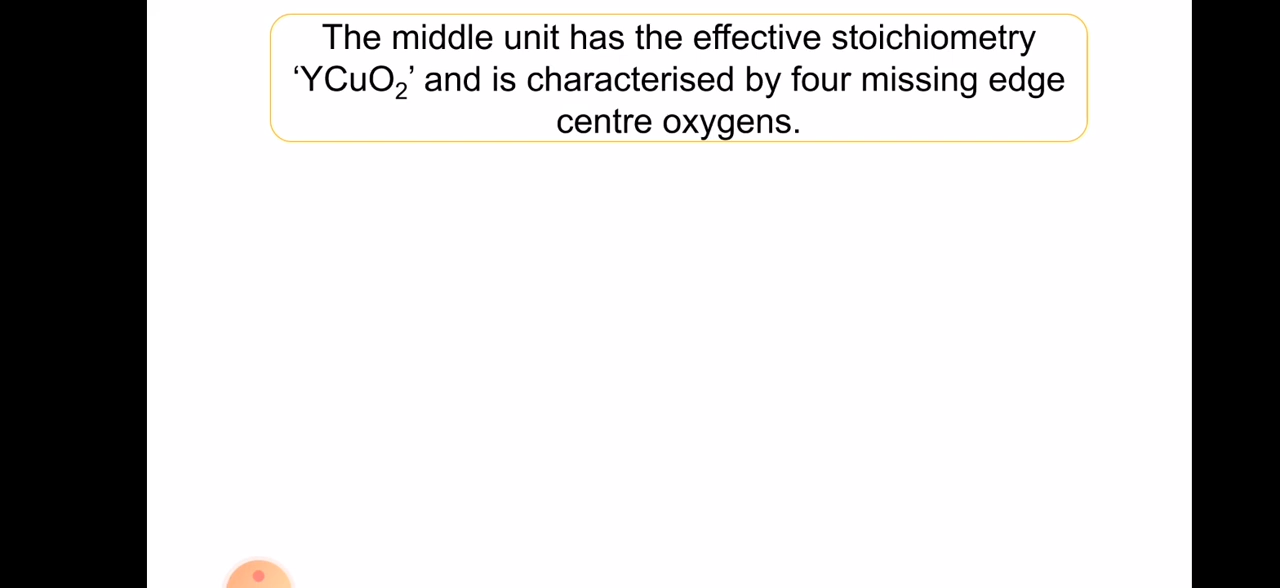 The middle unit has the effective stoichiometry
‘YCuO₂’ and is characterised by four missing edge
centre oxygens.